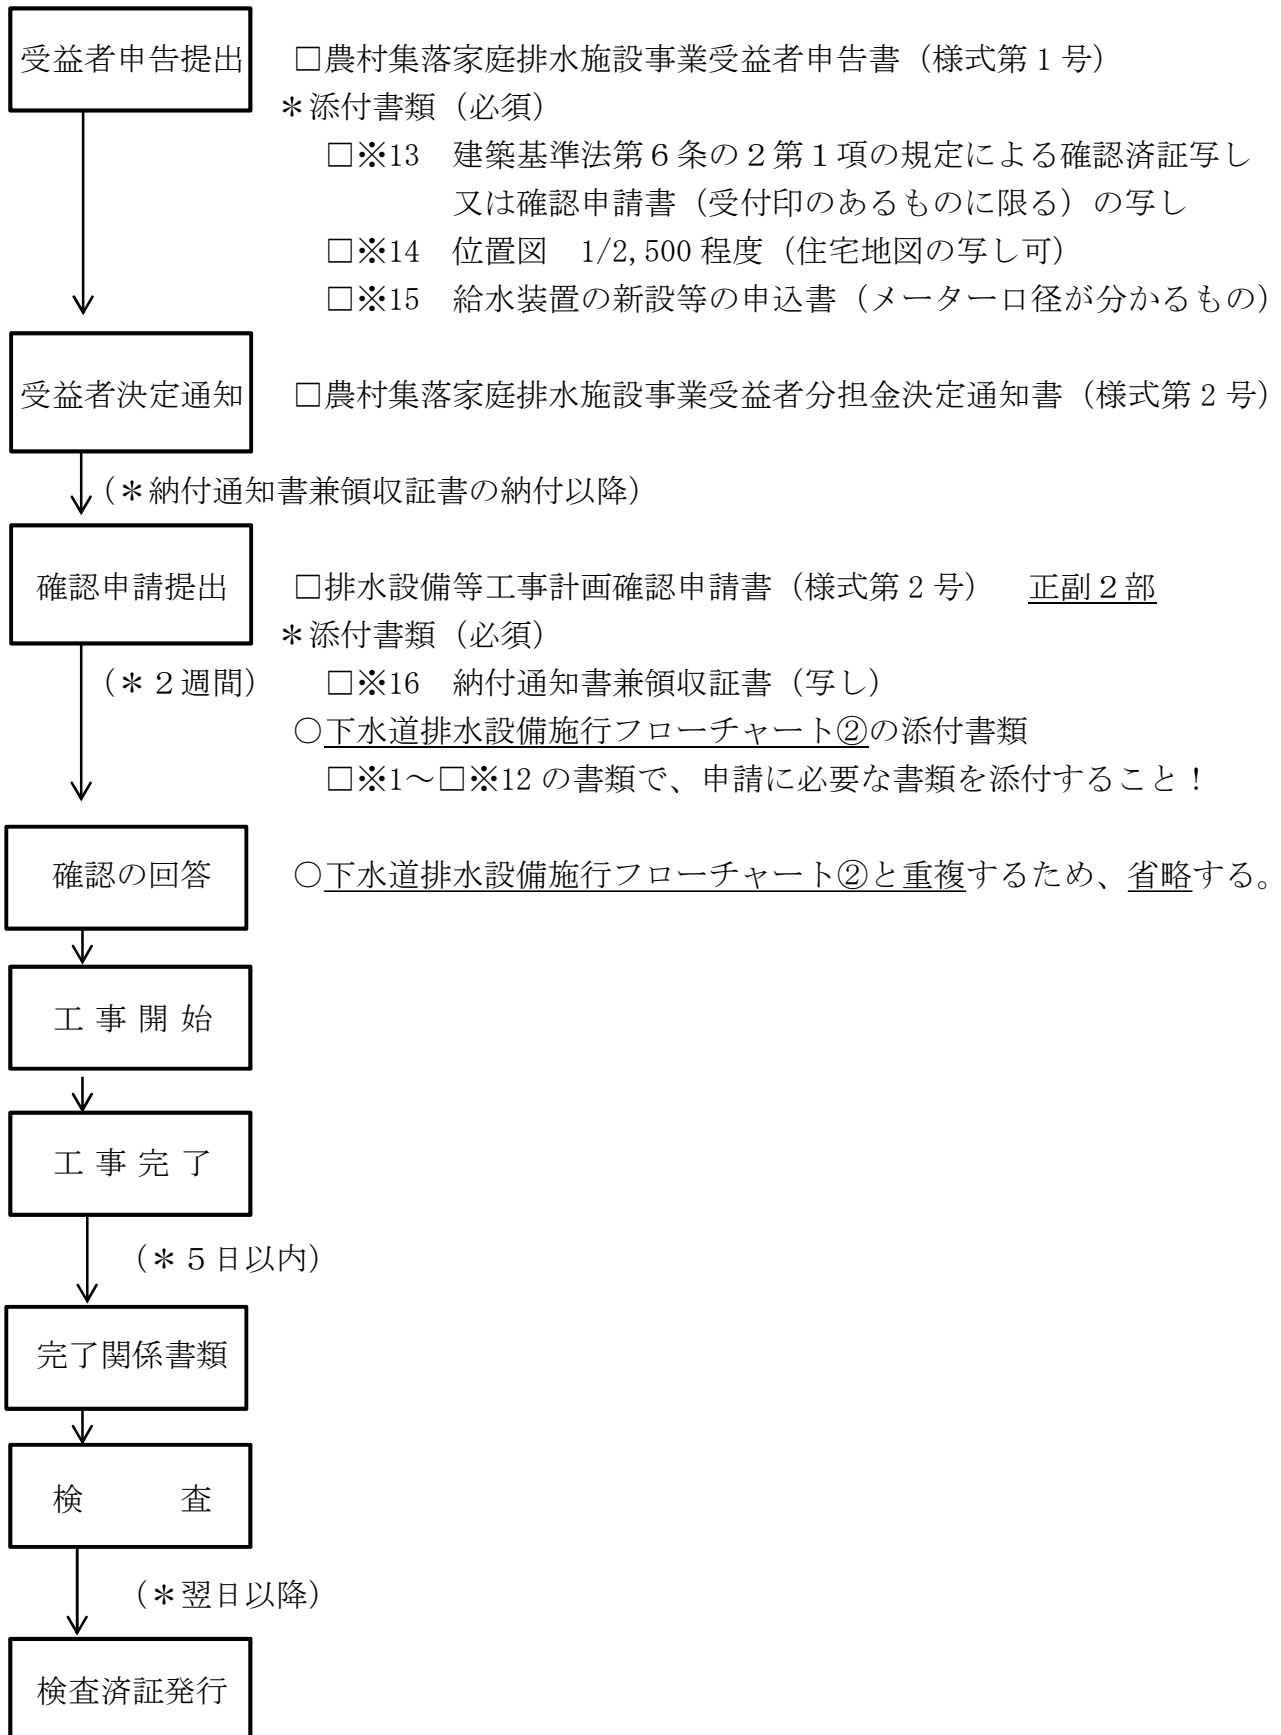 受益者申告提出　□農村集落家庭排水施設事業受益者申告書（様式第1号）
＊添付書類（必須）
□※13　建築基準法第６条の２第１項の規定による確認済証写し
又は確認申請書（受付印のあるものに限る）の写し
□※14　位置図　1/2,500程度（住宅地図の写し可）
□※15　給水装置の新設等の申込書（メーター口径が分かるもの）
受益者決定通知　□農村集落家庭排水施設事業受益者分担金決定通知書（様式第2号）
（＊納付通知書兼領収証書の納付以降）
確認申請提出　□排水設備等工事計画確認申請書（様式第2号）　正副２部
＊添付書類（必須）
（＊２週間）　□※16　納付通知書兼領収証書（写し）
○下水道排水設備施行フローチャート②の添付書類
□※1～□※12の書類で、申請に必要な書類を添付すること！
確認の回答　○下水道排水設備施行フローチャート②と重複するため、省略する。
工 事 開 始
工 事 完 了
（＊５日以内）
完了関係書類
検　　　査
（＊翌日以降）
検査済証発行